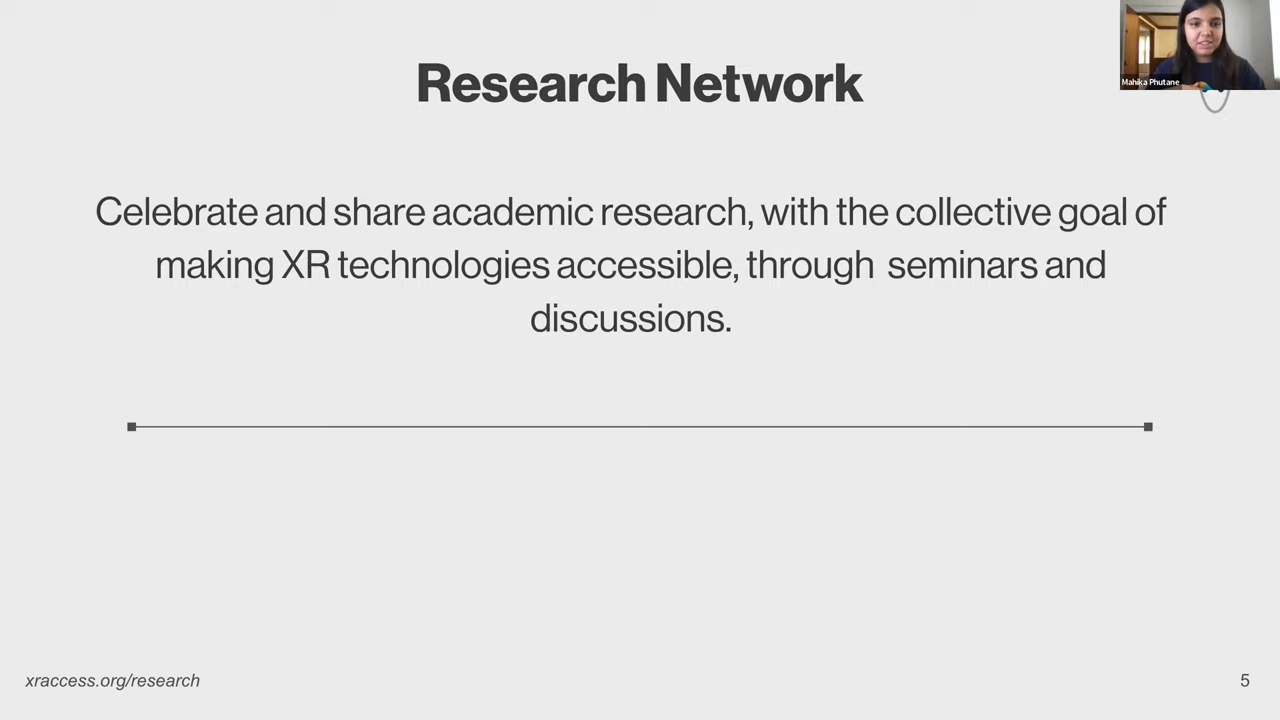 Research Network
Mahika Phutane
Celebrate and share academic research, with the collective goal of
making XR technologies accessible, through seminars and
discussions.
xraccess.org/research
5